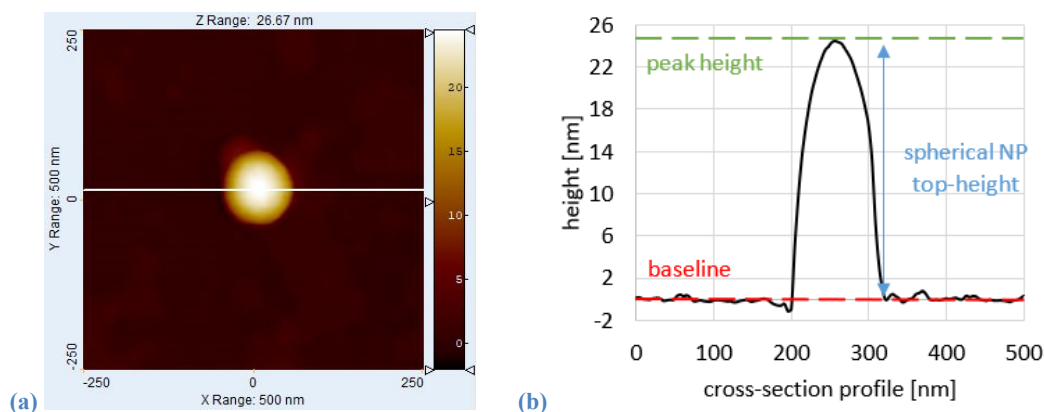 Z Range: 26.67 nm
250
0
-250
Y Range: 500 nm
-250
0
250
X Range: 500 nm
20
15
10
5
0
(a)
26
22
18
14
10
6
2
-2
height [nm]
peak height
spherical NP
top-height
baseline
0
100
200
300
400
500
cross-section profile [nm]
(b)